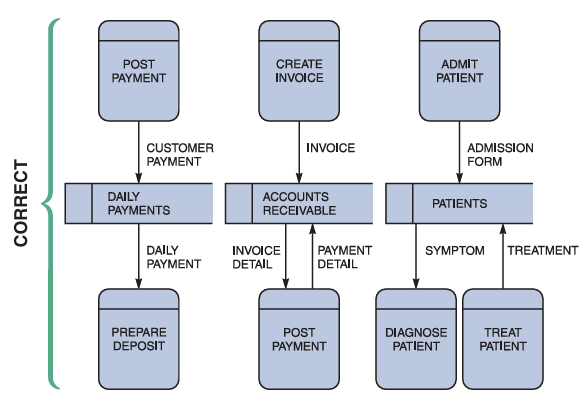 CORRECT
POST
PAYMENT
CREATE
INVOICE
ADMIT
PATIENT
CUSTOMER
PAYMENT
INVOICE
ADMISSION
FORM
DAILY
PAYMENTS
ACCOUNTS
RECEIVABLE
PATIENTS
DAILY
PAYMENT
INVOICE
DETAIL
PAYMENT
DETAIL
SYMPTOM
TREATMENT
PREPARE
DEPOSIT
POST
PAYMENT
DIAGNOSE
PATIENT
TREAT
PATIENT